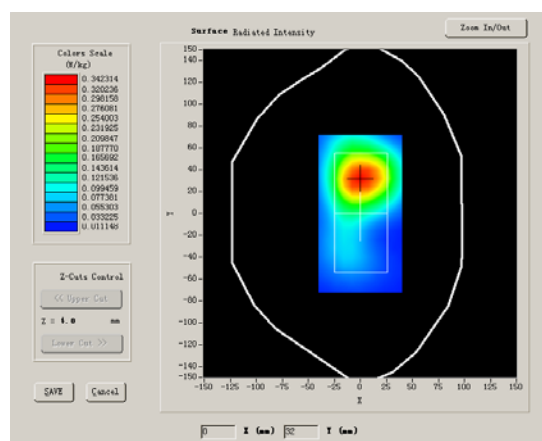 Surface Radiated Intensity
Zoom In/Out
Colors Scale
(W/kg)
0.342314
0.320236
0.298158
0.276081
0.254003
0.231925
0.209847
0.187770
0.165692
0.143614
0.121536
0.099459
0.077381
0.055303
0.033225
0.011148
Z-Cuts Control
<< Upper Cut
Z = 4.0 mm
Lower Cut >>
SAVE Cancel
150
140
120
100
80
60
40
20
Y 0
-20
-40
-60
-80
-100
-120
-140
-150
-150 -125 -100 -75 -50 -25 0 25 50 75 100 125 150
X
0 X (mm) 32 Y (mm)